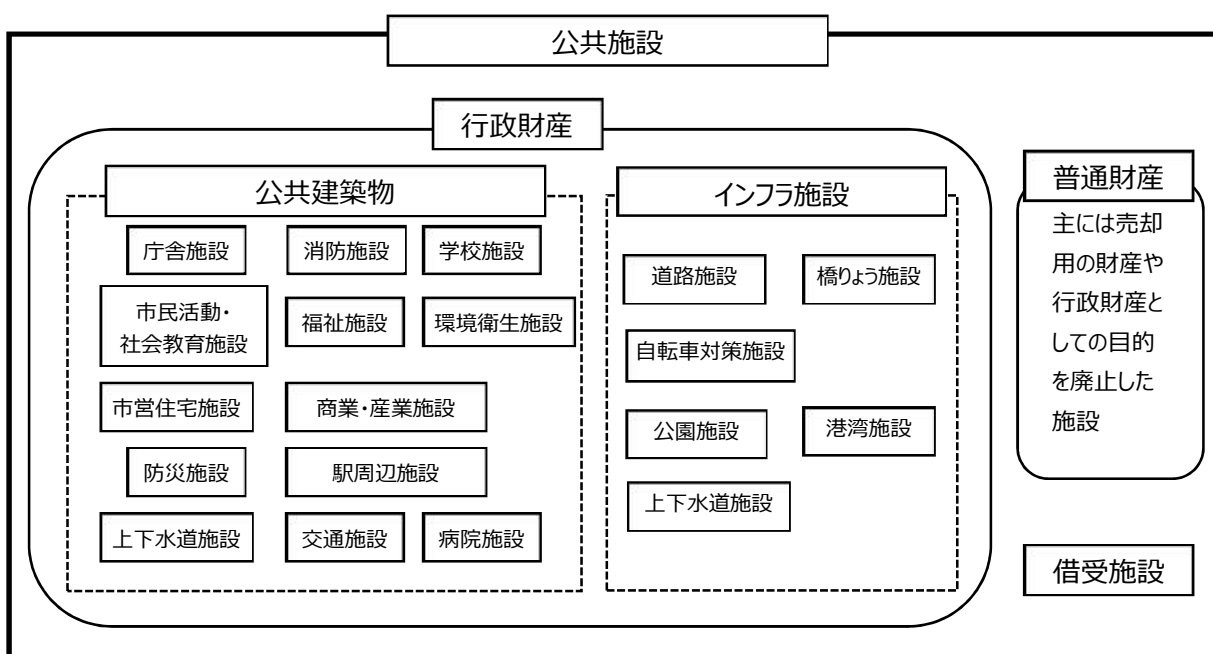 公共施設
行政財産
公共建築物
庁舎施設
消防施設
学校施設
市民活動・
社会教育施設
福祉施設
環境衛生施設
市営住宅施設
商業・産業施設
防災施設
駅周辺施設
上下水道施設
交通施設
病院施設
インフラ施設
道路施設
橋りょう施設
自転車対策施設
公園施設
港湾施設
上下水道施設
普通財産
主には売却
用の財産や
行政財産と
しての目的
を廃止した
施設
借受施設